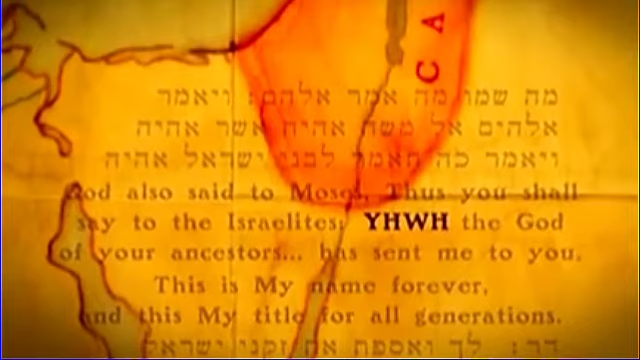 C A
מה שמו מה אמר אלהם: ויאמר
אלהים אל משה אהיה אשר אהיה
ויאמר כה תאמר לבני ישראל אהיה
God also said to Moses, Thus you shall
say to the Israelites; YHWH the God
of your ancestors... has sent me to you.
This is My name forever,
and this My title for all generations.
דר: לך ואספת את זקני ישראל